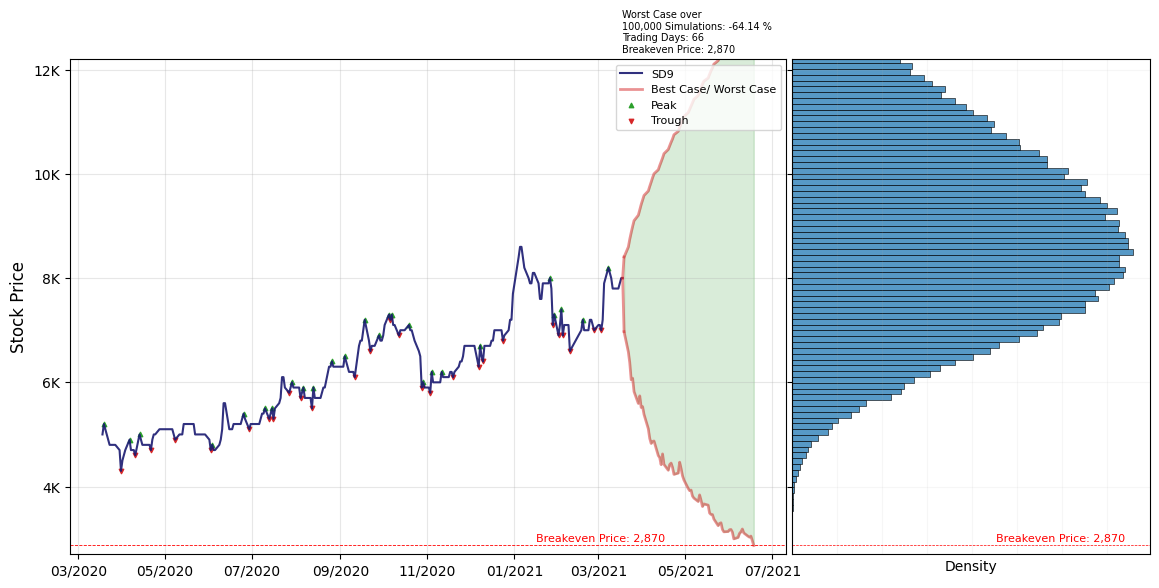 Worst Case over
100,000 Simulations: -64.14 %
Trading Days: 66
Breakeven Price: 2,870
SD9
Best Case/ Worst Case
Peak
Trough
12K
10K
8K
6K
4K
Stock Price
Breakeven Price: 2,870
Breakeven Price: 2,870
03/2020 05/2020 07/2020 09/2020 11/2020 01/2021 03/2021 05/2021 07/2021
Density